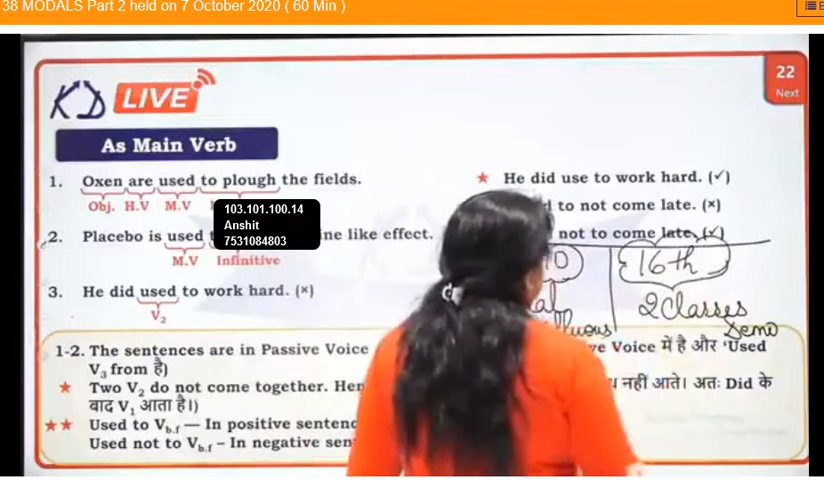 38 MODALS Part 2 held on 7 October 2020 ( 60 Min )
KD LIVE
22
Next
As Main Verb
1. Oxen are used to plough the fields.
Obj. H.V M.V
103.101.100.14
Anshit
7531084803
2. Placebo is used ine like effect.
M.V Infinitive
3. He did used to work hard. (×)
V₂
1-2. The sentences are in Passive Voice
V₃ from है)
★ Two V₂ do not come together. Her
बाद V₁ आता है।)
★★ Used to V_b.f — In positive sentenc
Used not to V_b.f – In negative sen
★ He did use to work hard. (✓)
to not come late. (×)
not to come late. (✓)
16th
2 Classes
Demo
ve Voice में है और 'Used
नहीं आते। अतः Did के